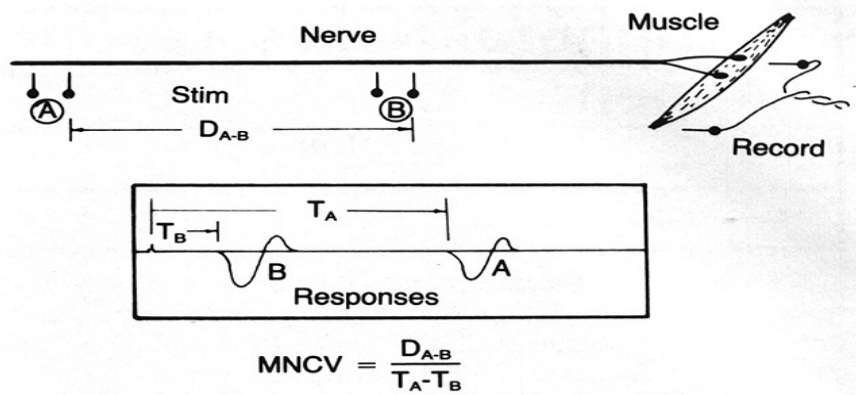 Nerve
Muscle
A
Stim
B
D_A-B
Record
T_A
T_B
B
A
Responses
MNCV = D_A-B / T_A-T_B